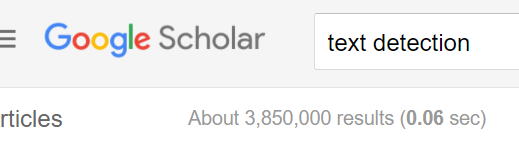 Google Scholar text detection
rticles About 3,850,000 results (0.06 sec)